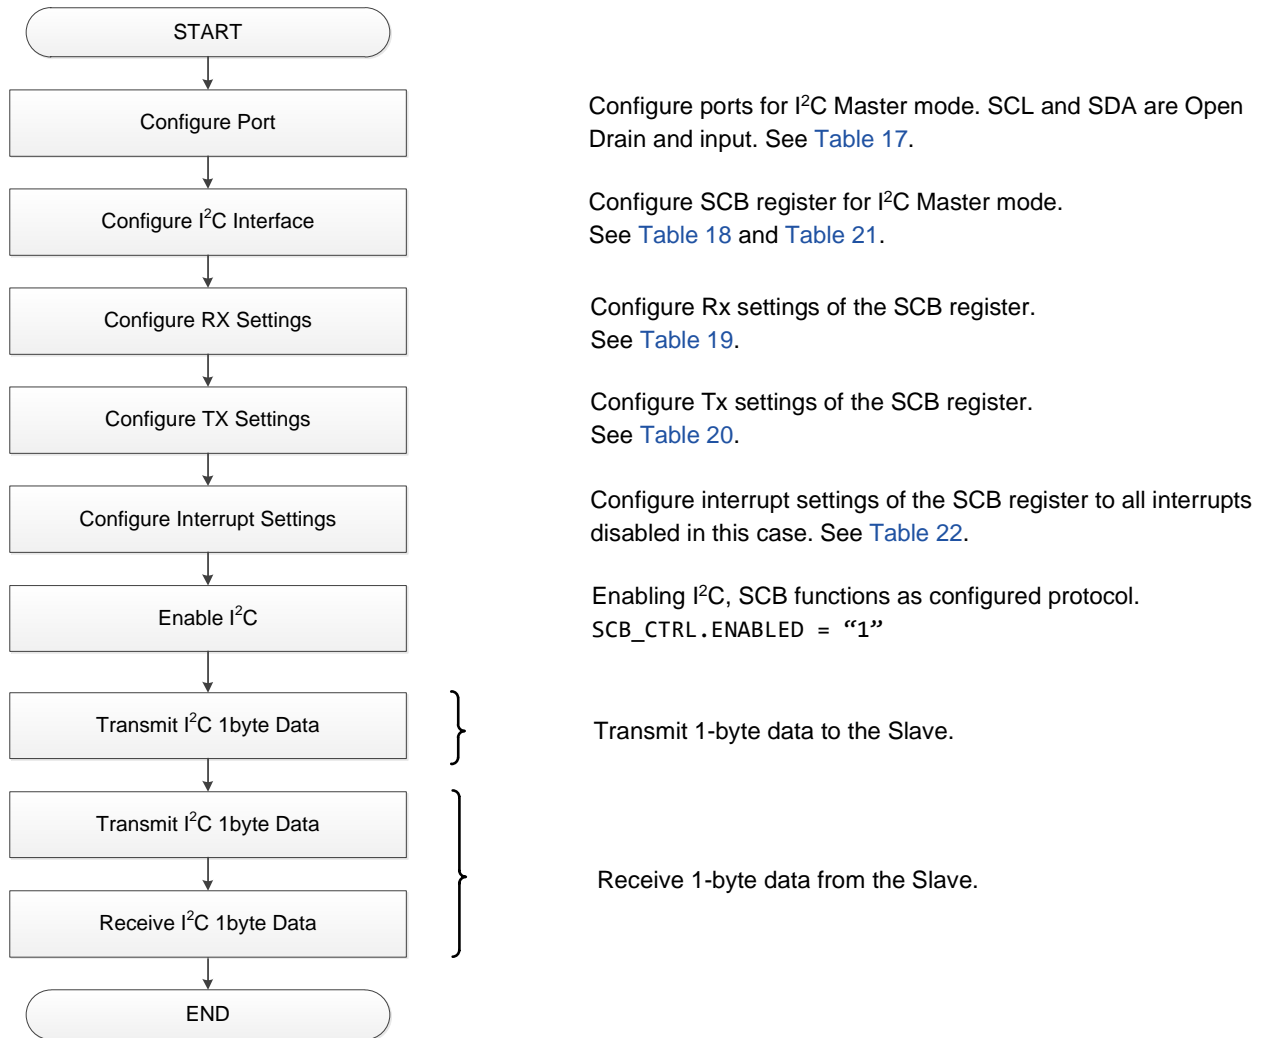 START
Configure Port
Configure ports for I²C Master mode. SCL and SDA are Open
Drain and input. See Table 17.
Configure I²C Interface
Configure SCB register for I²C Master mode.
See Table 18 and Table 21.
Configure RX Settings
Configure Rx settings of the SCB register.
See Table 19.
Configure TX Settings
Configure Tx settings of the SCB register.
See Table 20.
Configure Interrupt Settings
Configure interrupt settings of the SCB register to all interrupts
disabled in this case. See Table 22.
Enable I²C
Enabling I²C, SCB functions as configured protocol.
SCB_CTRL.ENABLED = “1”
Transmit I²C 1byte Data
Transmit 1-byte data to the Slave.
Transmit I²C 1byte Data
Receive I²C 1byte Data
Receive 1-byte data from the Slave.
END